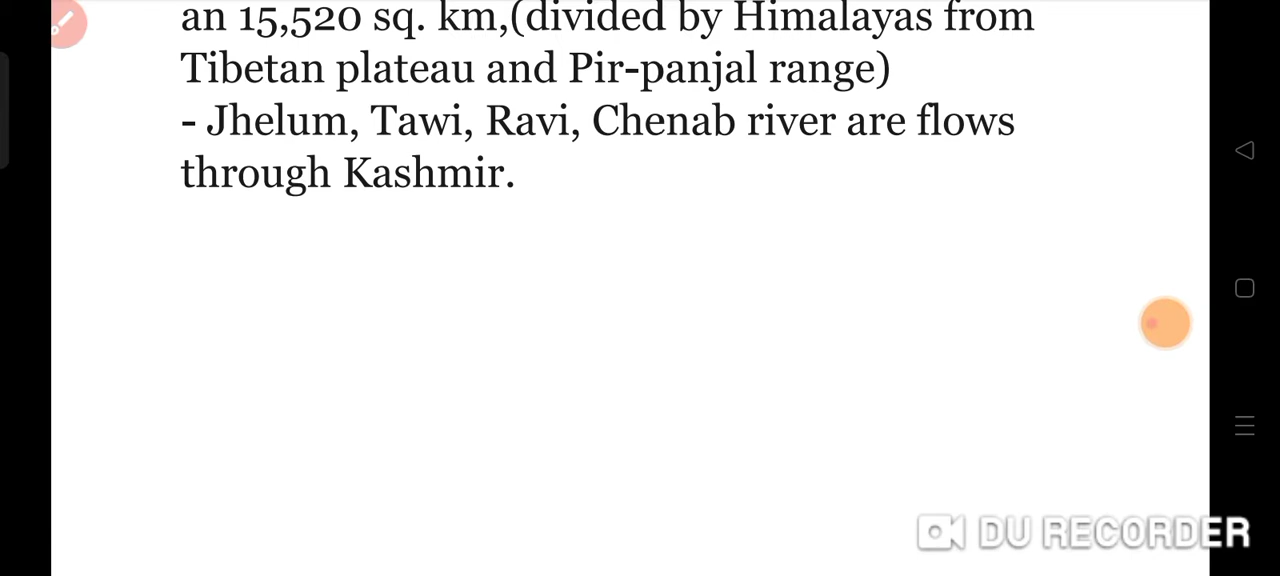 an 15,520 sq. km,(divided by Himalayas from
Tibetan plateau and Pir-panjal range)
- Jhelum, Tawi, Ravi, Chenab river are flows
through Kashmir.
DU RECORDER